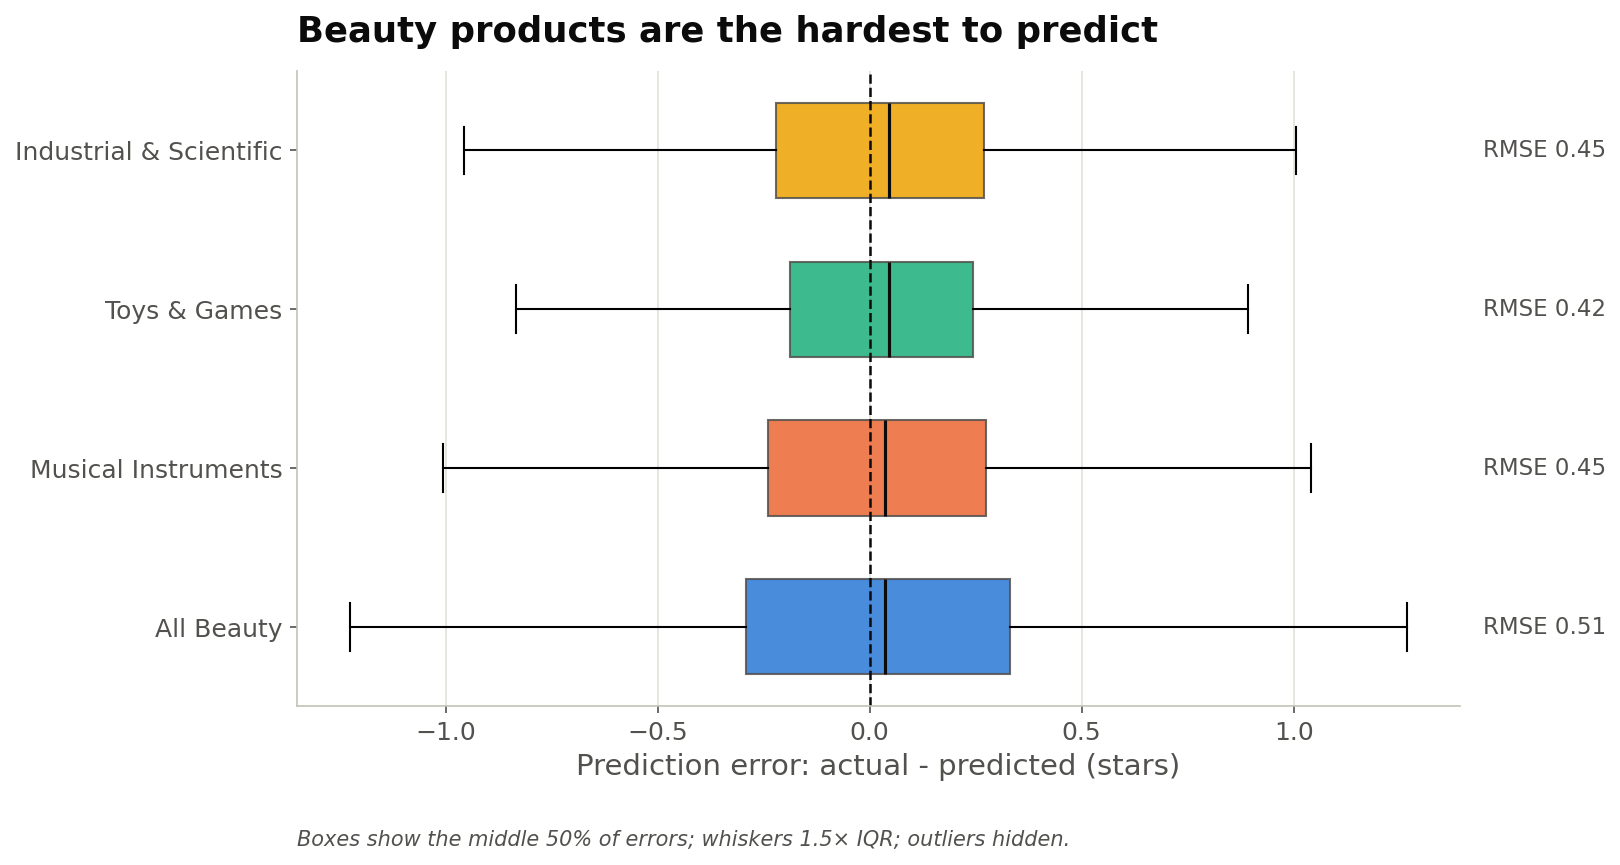 Beauty products are the hardest to predict
Industrial & Scientific
RMSE 0.45
Toys & Games
RMSE 0.42
Musical Instruments
RMSE 0.45
All Beauty
RMSE 0.51
−1.0 −0.5 0.0 0.5 1.0
Prediction error: actual - predicted (stars)
Boxes show the middle 50% of errors; whiskers 1.5× IQR; outliers hidden.